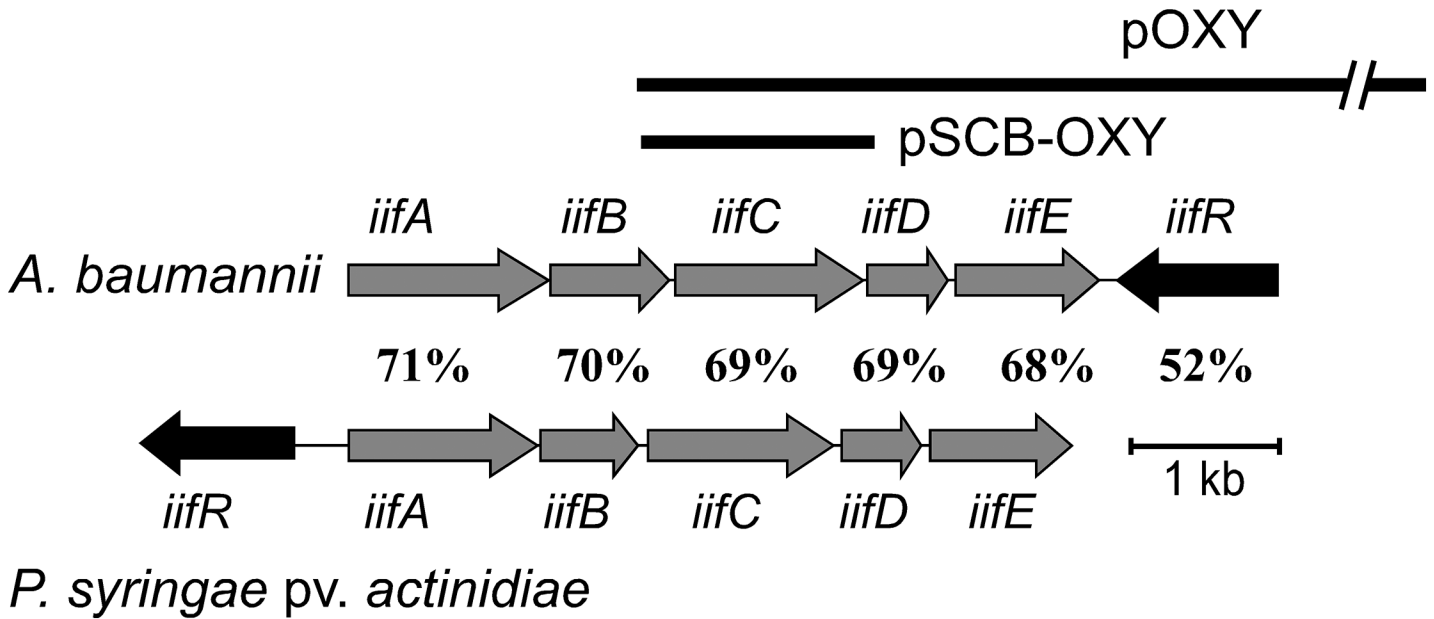 pOXY
pSCB-OXY
iifA iifB iifC iifD iifE iifR
A. baumannii
71% 70% 69% 69% 68% 52%
1 kb
iifR iifA iifB iifC iifD iifE
P. syringae pv. actinidiae